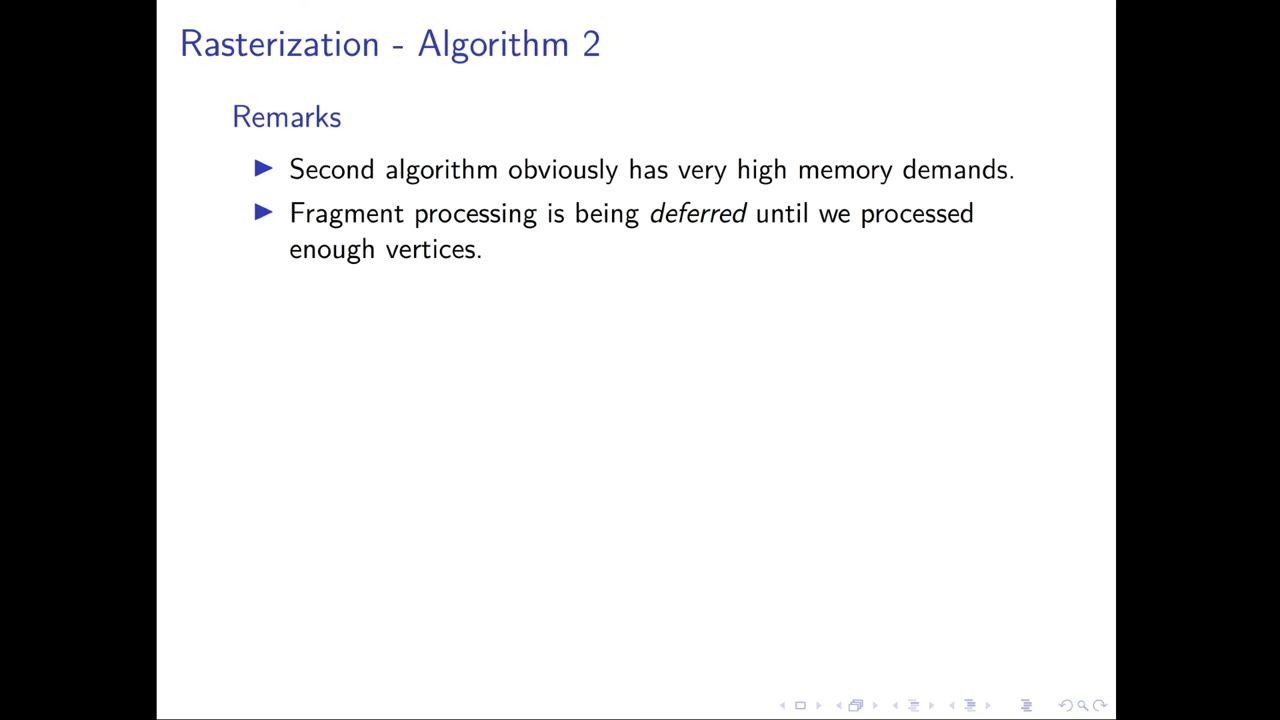 Rasterization - Algorithm 2
Remarks
Second algorithm obviously has very high memory demands.
Fragment processing is being deferred until we processed
enough vertices.